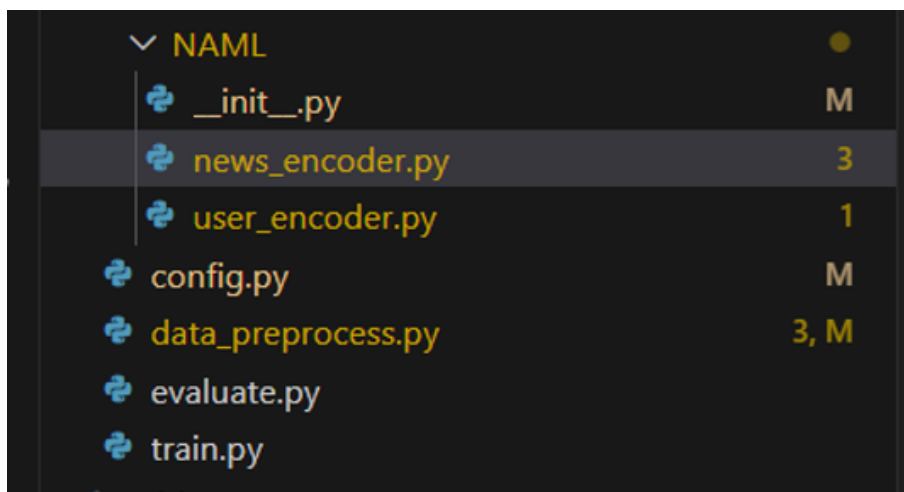 NAML
__init__.py M
news_encoder.py 3
user_encoder.py 1
config.py M
data_preprocess.py 3, M
evaluate.py
train.py